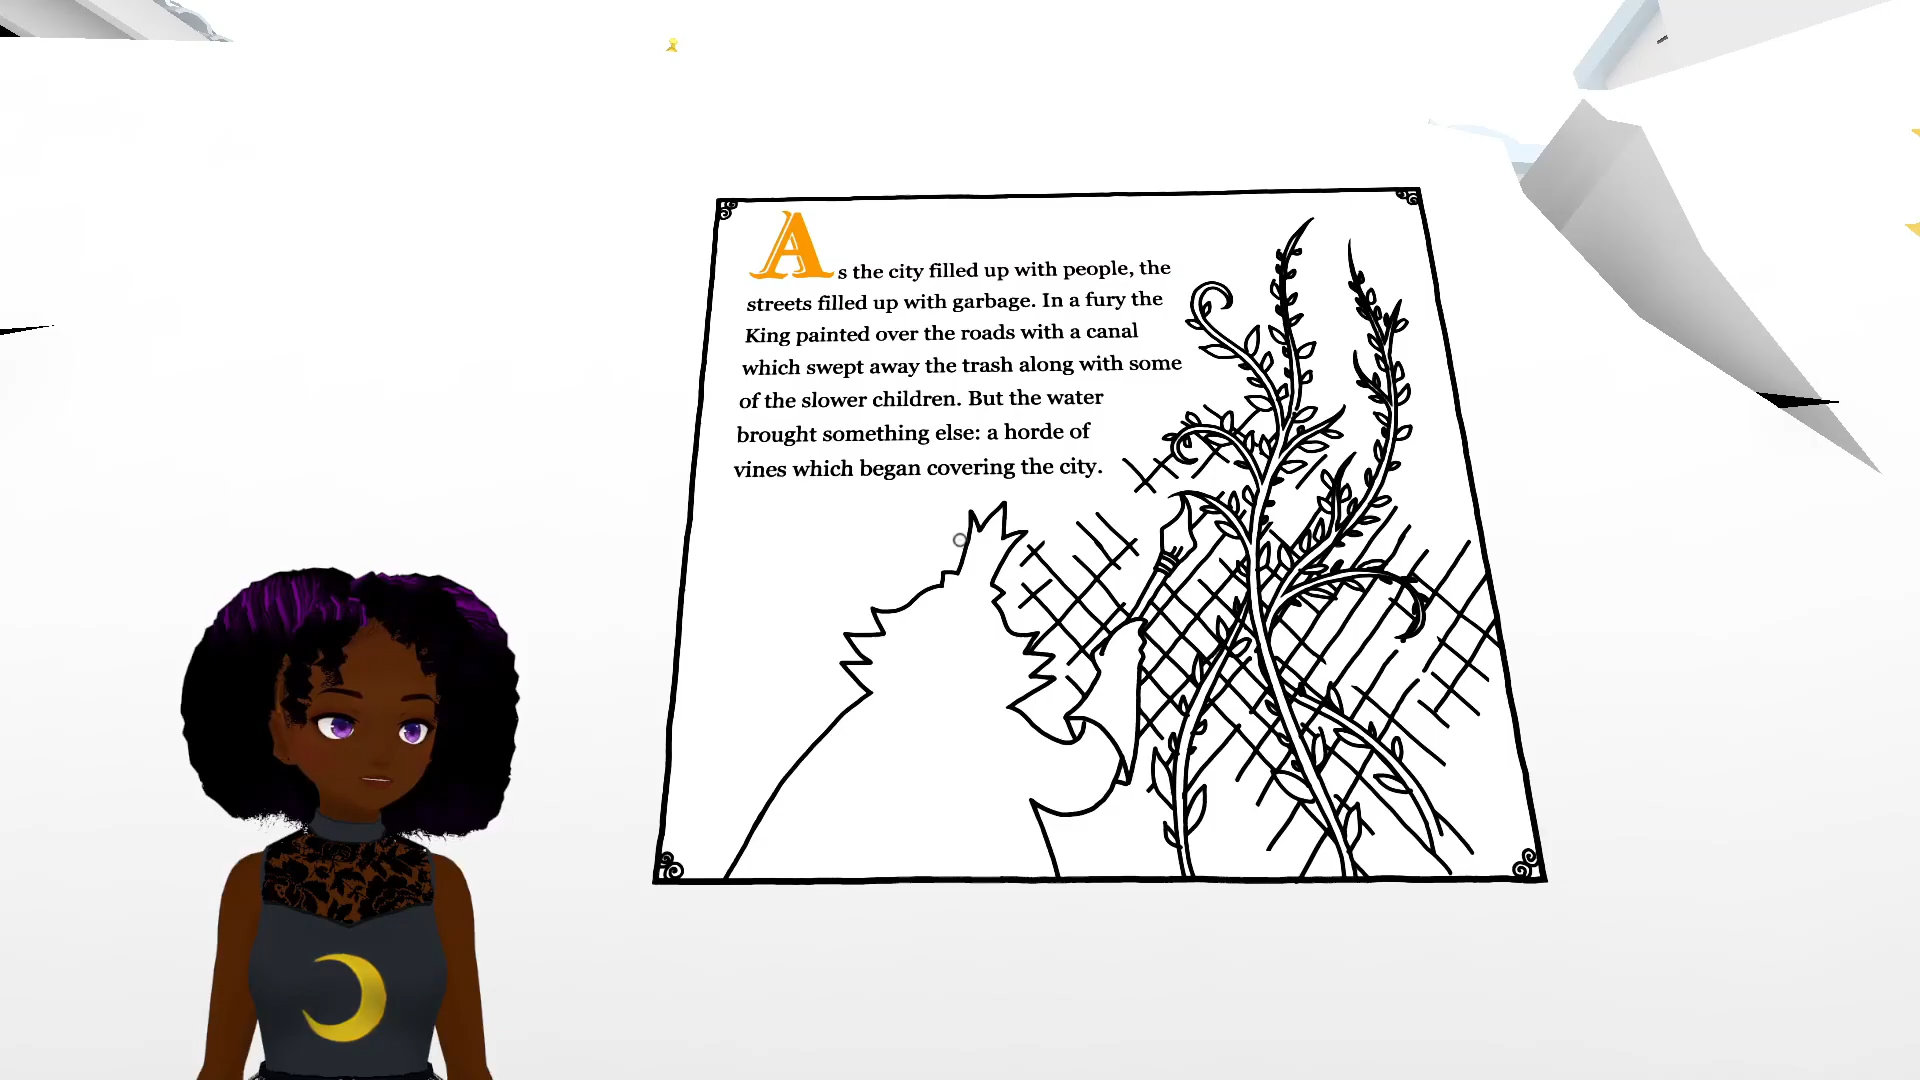 As the city filled up with people, the
streets filled up with garbage. In a fury the
King painted over the roads with a canal
which swept away the trash along with some
of the slower children. But the water
brought something else: a horde of
vines which began covering the city.